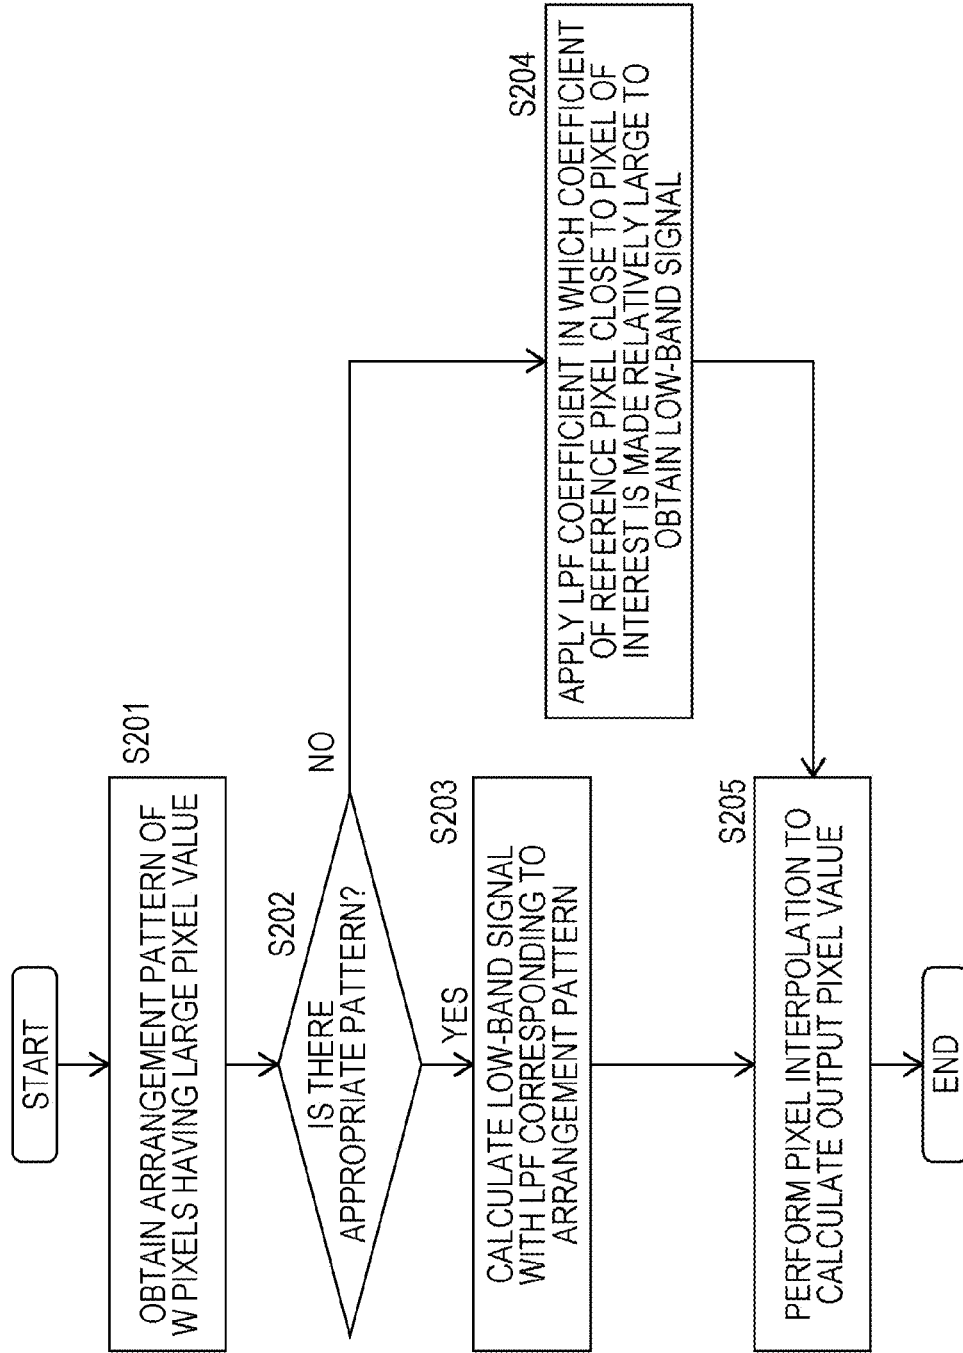 START
S201
OBTAIN ARRANGEMENT PATTERN OF
W PIXELS HAVING LARGE PIXEL VALUE
S202
IS THERE
APPROPRIATE PATTERN?
NO
YES
S203
CALCULATE LOW-BAND SIGNAL
WITH LPF CORRESPONDING TO
ARRANGEMENT PATTERN
S204
APPLY LPF COEFFICIENT IN WHICH COEFFICIENT
OF REFERENCE PIXEL CLOSE TO PIXEL OF
INTEREST IS MADE RELATIVELY LARGE TO
OBTAIN LOW-BAND SIGNAL
S205
PERFORM PIXEL INTERPOLATION TO
CALCULATE OUTPUT PIXEL VALUE
END